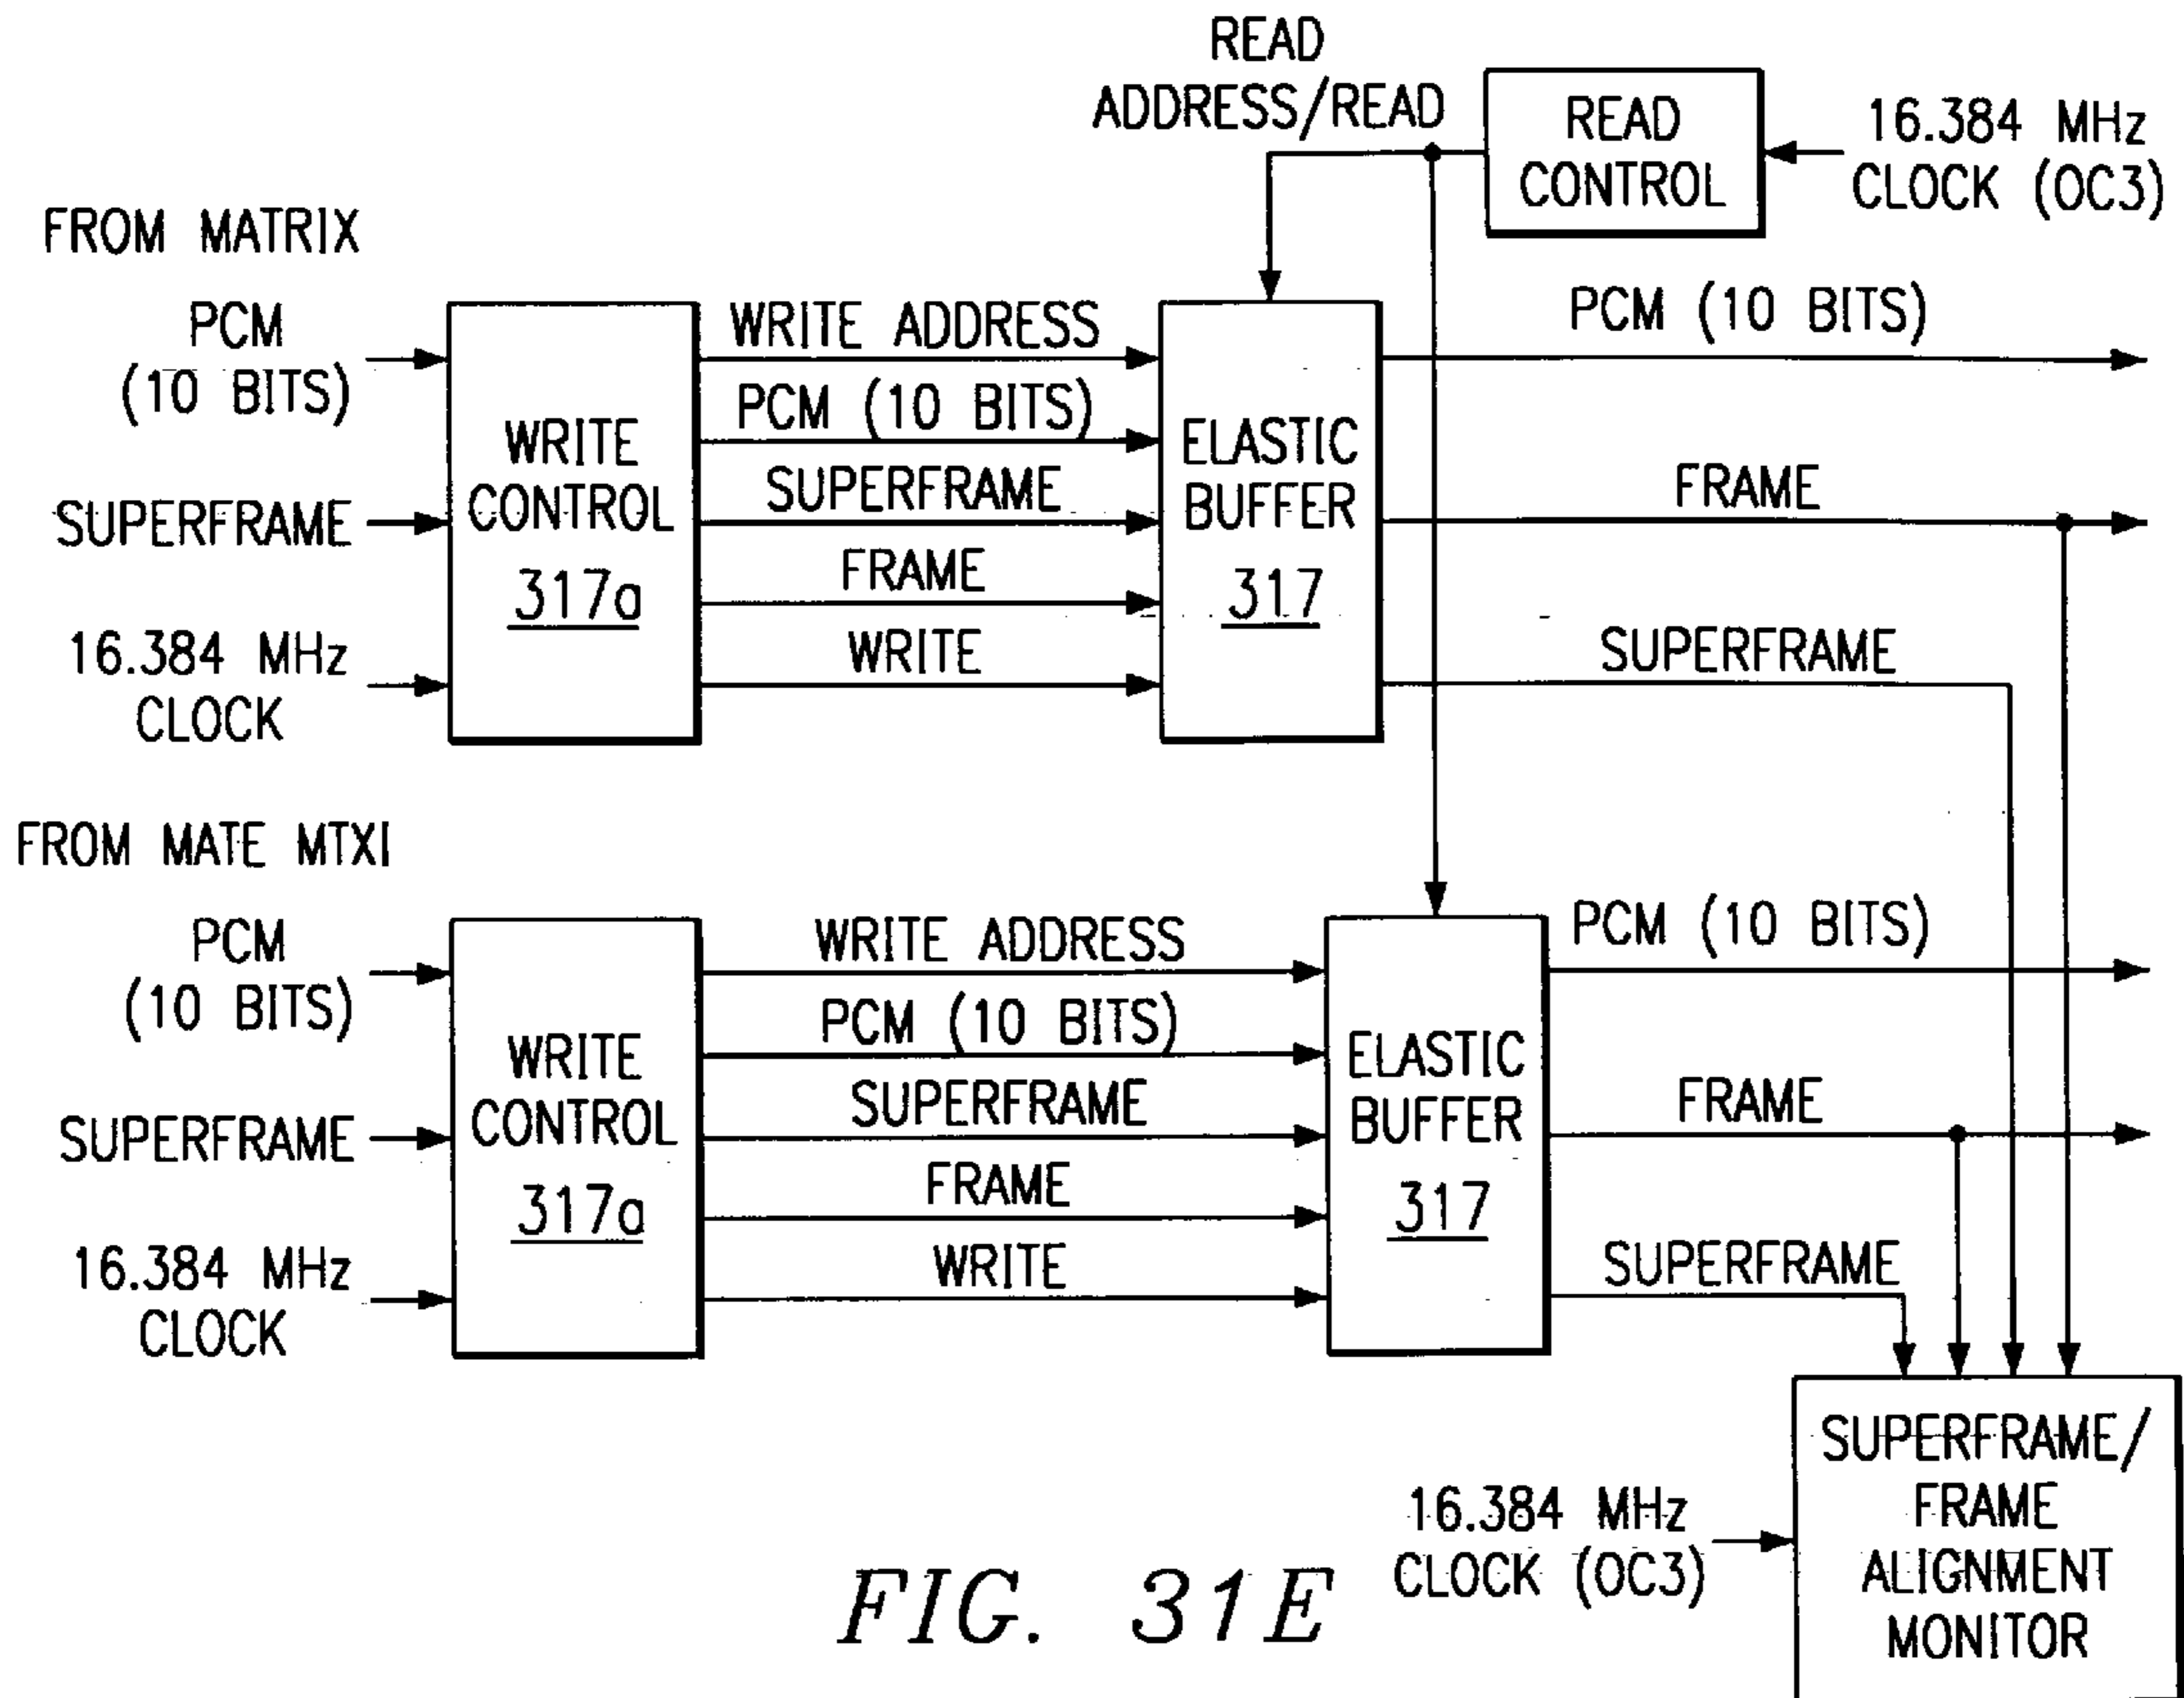 READ
ADDRESS/READ
READ
CONTROL
16.384 MHz
CLOCK (OC3)
FROM MATRIX
PCM
(10 BITS)
SUPERFRAME
16.384 MHz
CLOCK
WRITE
CONTROL
317a
WRITE ADDRESS
PCM (10 BITS)
SUPERFRAME
FRAME
WRITE
ELASTIC
BUFFER
317
PCM (10 BITS)
FRAME
SUPERFRAME
FROM MATE MTXI
PCM
(10 BITS)
SUPERFRAME
16.384 MHz
CLOCK
WRITE
CONTROL
317a
WRITE ADDRESS
PCM (10 BITS)
SUPERFRAME
FRAME
WRITE
ELASTIC
BUFFER
317
PCM (10 BITS)
FRAME
SUPERFRAME
16.384 MHz
CLOCK (OC3)
SUPERFRAME/
FRAME
ALIGNMENT
MONITOR
FIG. 31E